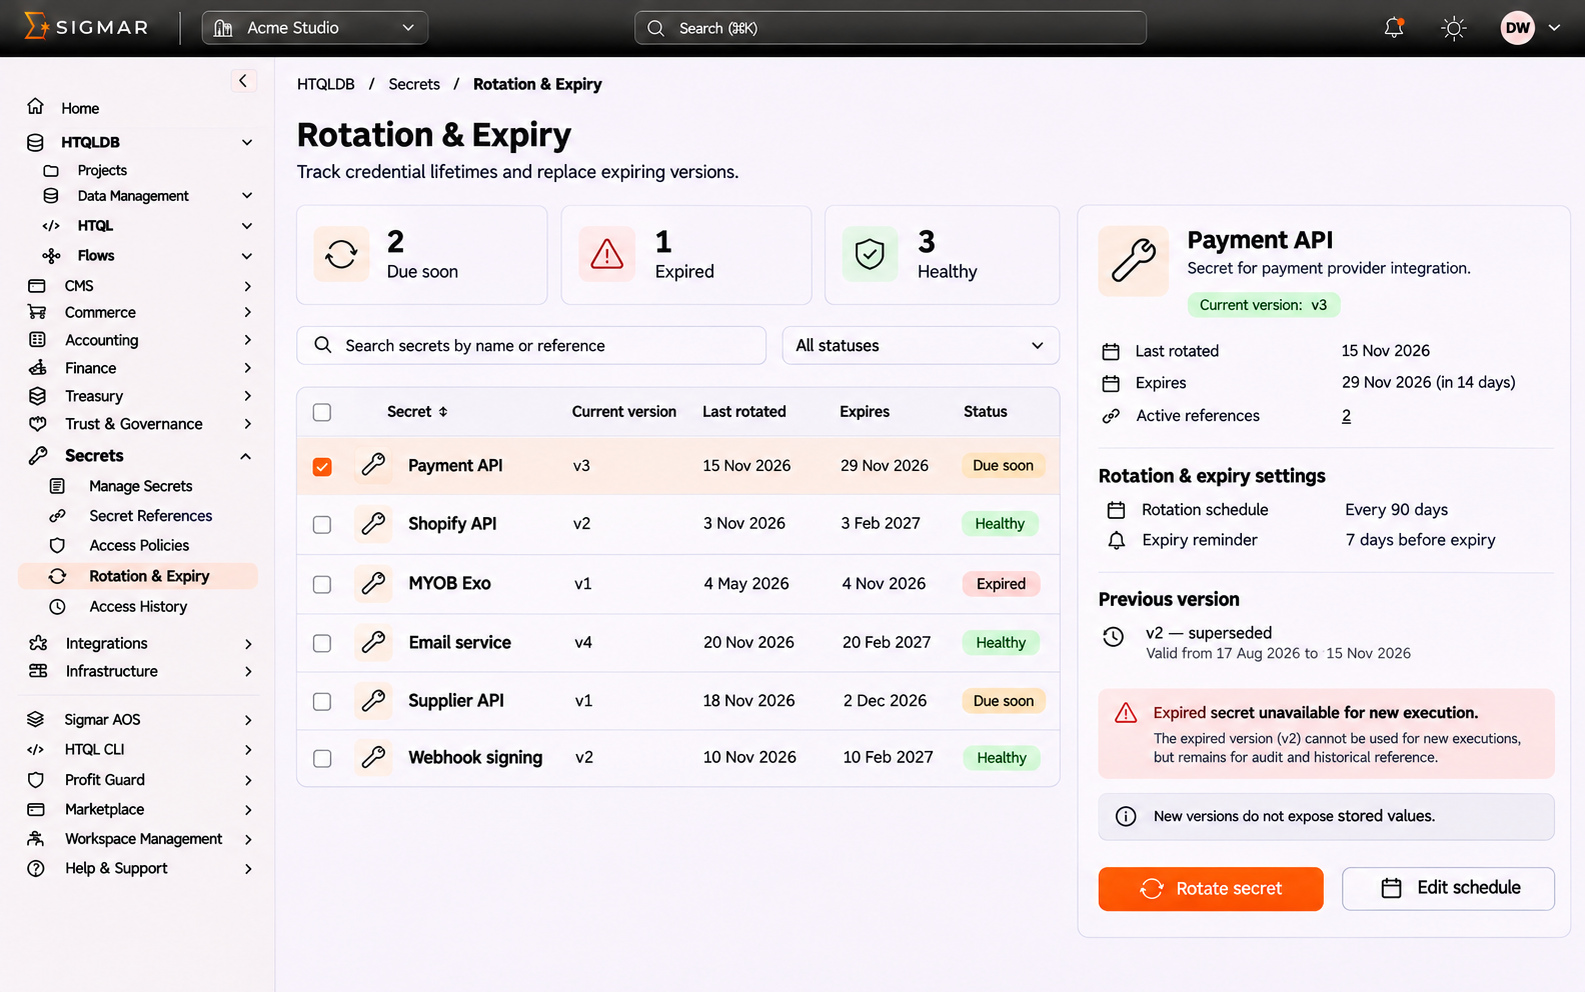 SIGMAR
Acme Studio
Search (⌘K)
DW
Home
HTQLDB
Projects
Data Management
HTQL
Flows
CMS
Commerce
Accounting
Finance
Treasury
Trust & Governance
Secrets
Manage Secrets
Secret References
Access Policies
Rotation & Expiry
Access History
Integrations
Infrastructure
Sigmar AOS
HTQL CLI
Profit Guard
Marketplace
Workspace Management
Help & Support
HTQLDB / Secrets / Rotation & Expiry
Rotation & Expiry
Track credential lifetimes and replace expiring versions.
2
Due soon
1
Expired
3
Healthy
Search secrets by name or reference
All statuses
Secret Current version Last rotated Expires Status
Payment API v3 15 Nov 2026 29 Nov 2026 Due soon
Shopify API v2 3 Nov 2026 3 Feb 2027 Healthy
MYOB Exo v1 4 May 2026 4 Nov 2026 Expired
Email service v4 20 Nov 2026 20 Feb 2027 Healthy
Supplier API v1 18 Nov 2026 2 Dec 2026 Due soon
Webhook signing v2 10 Nov 2026 10 Feb 2027 Healthy
Payment API
Secret for payment provider integration.
Current version: v3
Last rotated 15 Nov 2026
Expires 29 Nov 2026 (in 14 days)
Active references 2
Rotation & expiry settings
Rotation schedule Every 90 days
Expiry reminder 7 days before expiry
Previous version
v2 — superseded
Valid from 17 Aug 2026 to 15 Nov 2026
Expired secret unavailable for new execution.
The expired version (v2) cannot be used for new executions,
but remains for audit and historical reference.
New versions do not expose stored values.
Rotate secret
Edit schedule